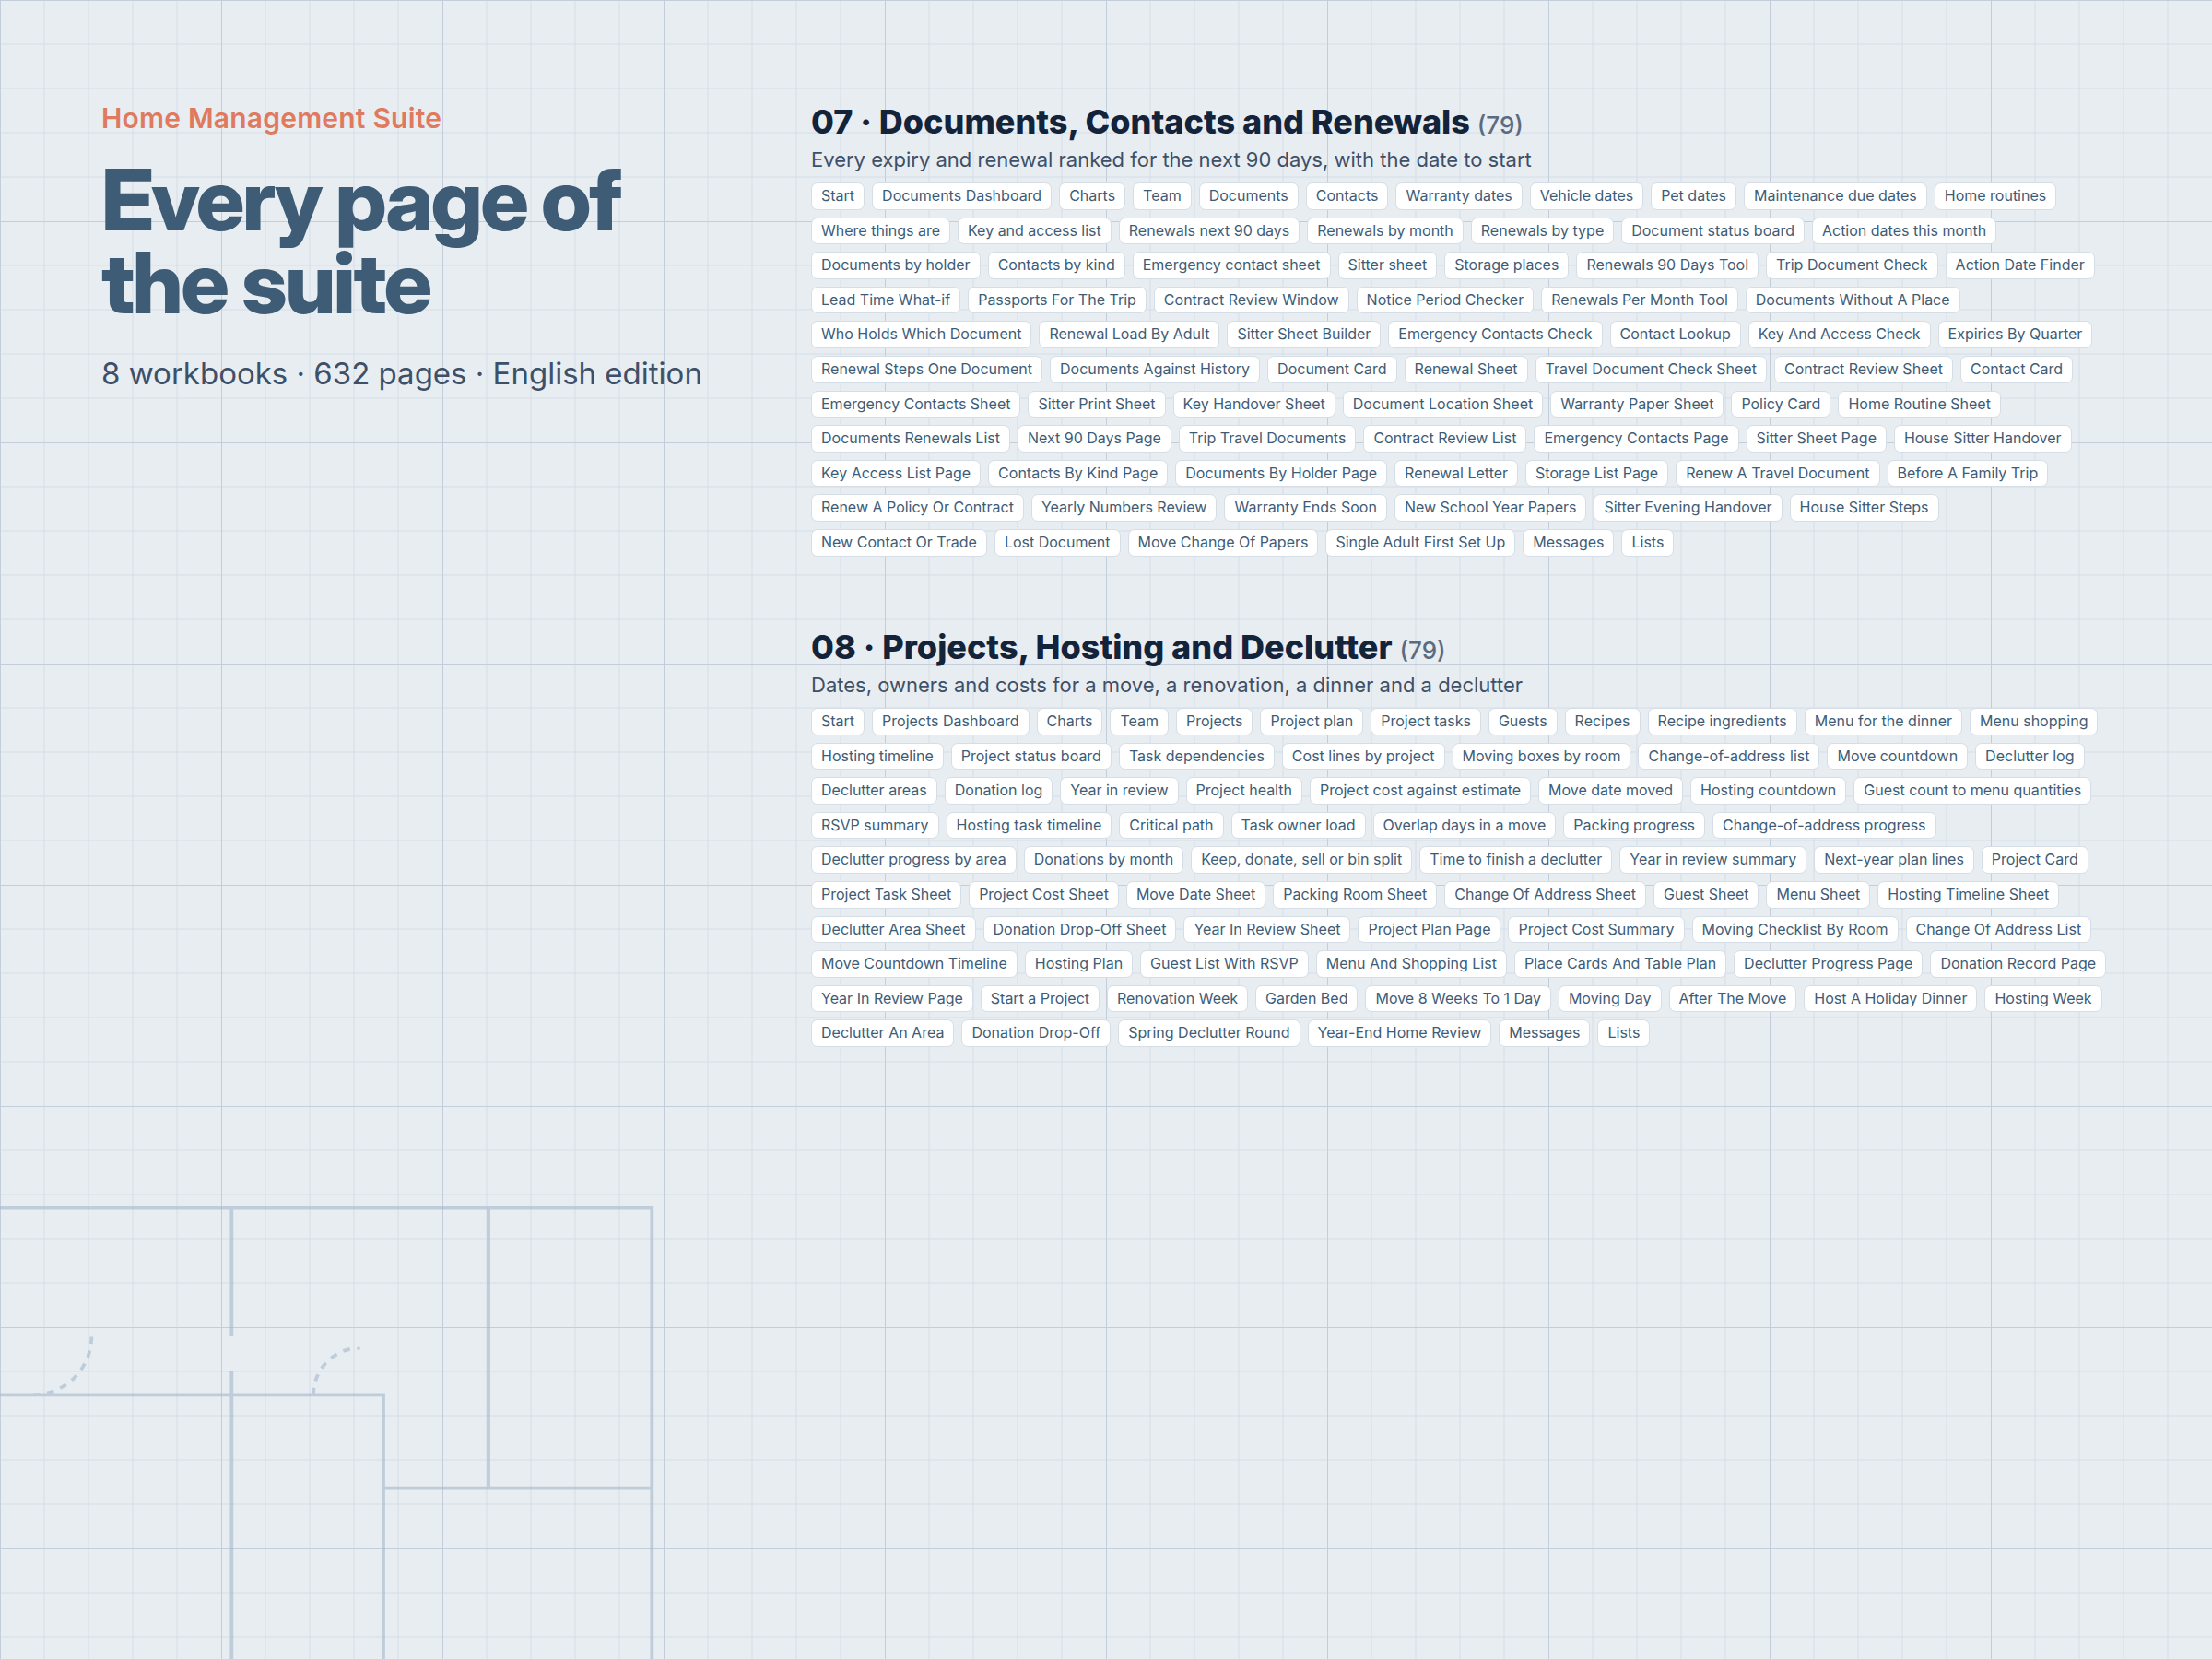 Home Management Suite
Every page of
the suite
8 workbooks · 632 pages · English edition
07 · Documents, Contacts and Renewals (79)
Every expiry and renewal ranked for the next 90 days, with the date to start
Start Documents Dashboard Charts Team Documents Contacts Warranty dates Vehicle dates Pet dates Maintenance due dates Home routines
Where things are Key and access list Renewals next 90 days Renewals by month Renewals by type Document status board Action dates this month
Documents by holder Contacts by kind Emergency contact sheet Sitter sheet Storage places Renewals 90 Days Tool Trip Document Check Action Date Finder
Lead Time What-if Passports For The Trip Contract Review Window Notice Period Checker Renewals Per Month Tool Documents Without A Place
Who Holds Which Document Renewal Load By Adult Sitter Sheet Builder Emergency Contacts Check Contact Lookup Key And Access Check Expiries By Quarter
Renewal Steps One Document Documents Against History Document Card Renewal Sheet Travel Document Check Sheet Contract Review Sheet Contact Card
Emergency Contacts Sheet Sitter Print Sheet Key Handover Sheet Document Location Sheet Warranty Paper Sheet Policy Card Home Routine Sheet
Documents Renewals List Next 90 Days Page Trip Travel Documents Contract Review List Emergency Contacts Page Sitter Sheet Page House Sitter Handover
Key Access List Page Contacts By Kind Page Documents By Holder Page Renewal Letter Storage List Page Renew A Travel Document Before A Family Trip
Renew A Policy Or Contract Yearly Numbers Review Warranty Ends Soon New School Year Papers Sitter Evening Handover House Sitter Steps
New Contact Or Trade Lost Document Move Change Of Papers Single Adult First Set Up Messages Lists
08 · Projects, Hosting and Declutter (79)
Dates, owners and costs for a move, a renovation, a dinner and a declutter
Start Projects Dashboard Charts Team Projects Project plan Project tasks Guests Recipes Recipe ingredients Menu for the dinner Menu shopping
Hosting timeline Project status board Task dependencies Cost lines by project Moving boxes by room Change-of-address list Move countdown Declutter log
Declutter areas Donation log Year in review Project health Project cost against estimate Move date moved Hosting countdown Guest count to menu quantities
RSVP summary Hosting task timeline Critical path Task owner load Overlap days in a move Packing progress Change-of-address progress
Declutter progress by area Donations by month Keep, donate, sell or bin split Time to finish a declutter Year in review summary Next-year plan lines Project Card
Project Task Sheet Project Cost Sheet Move Date Sheet Packing Room Sheet Change Of Address Sheet Guest Sheet Menu Sheet Hosting Timeline Sheet
Declutter Area Sheet Donation Drop-Off Sheet Year In Review Sheet Project Plan Page Project Cost Summary Moving Checklist By Room Change Of Address List
Move Countdown Timeline Hosting Plan Guest List With RSVP Menu And Shopping List Place Cards And Table Plan Declutter Progress Page Donation Record Page
Year In Review Page Start a Project Renovation Week Garden Bed Move 8 Weeks To 1 Day Moving Day After The Move Host A Holiday Dinner Hosting Week
Declutter An Area Donation Drop-Off Spring Declutter Round Year-End Home Review Messages Lists